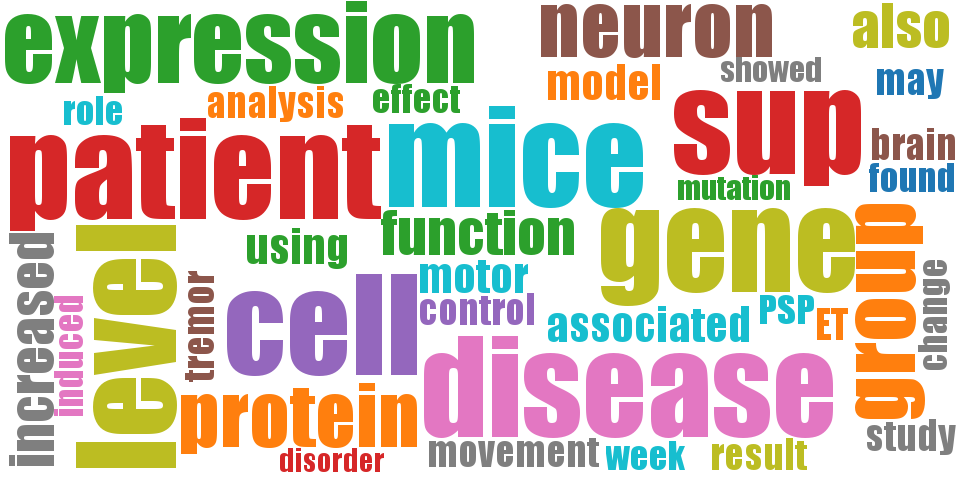 expression
neuron
also
model
showed
may
role
analysis
effect
patient
mice
sup
brain
found
mutation
gene
function
using
group
increased
induced
level
tremor
cell
motor
control
associated
PSP
ET
change
disease
protein
disorder
movement
week
result
study